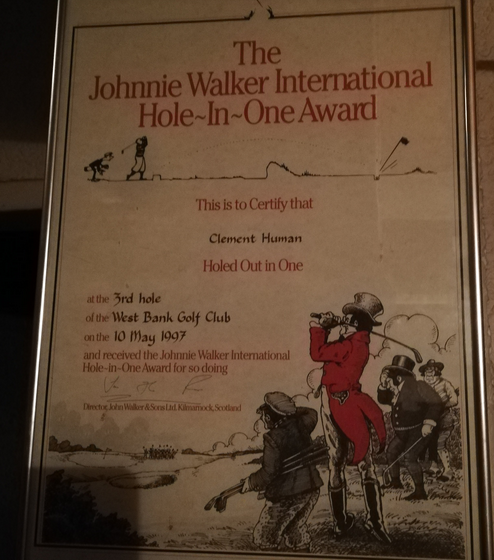 The
Johnnie Walker International
Hole~In~One Award
This is to Certify that
Clement Human
Holed Out in One
at the 3rd hole
of the West Bank Golf Club
on the 10 May 1997
and received the Johnnie Walker International
Hole-in-One Award for so doing
Director, John Walker & Sons Ltd. Kilmarnock, Scotland